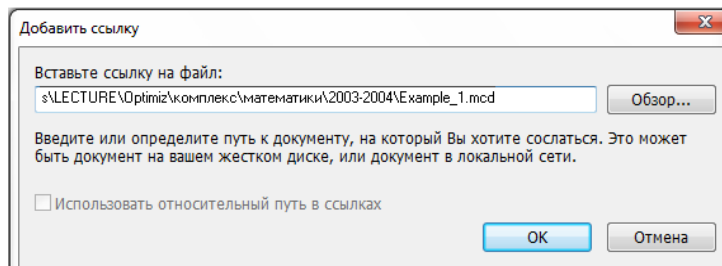 Добавить ссылку
Вставьте ссылку на файл:
s\LECTURE\Optimiz\комплекс\математики\2003-2004\Example_1.mcd
Обзор...
Введите или определите путь к документу, на который Вы хотите сослаться. Это может
быть документ на вашем жестком диске, или документ в локальной сети.
Использовать относительный путь в ссылках
OK
Отмена